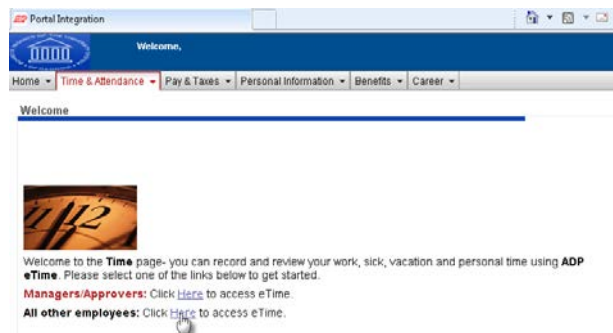 ADP Portal Integration
Welcome,
Home Time & Attendance Pay & Taxes Personal Information Benefits Career
Welcome
11 12
Welcome to the Time page- you can record and review your work, sick, vacation and personal time using ADP
eTime. Please select one of the links below to get started.
Managers/Approvers: Click Here to access eTime.
All other employees: Click Here to access eTime.